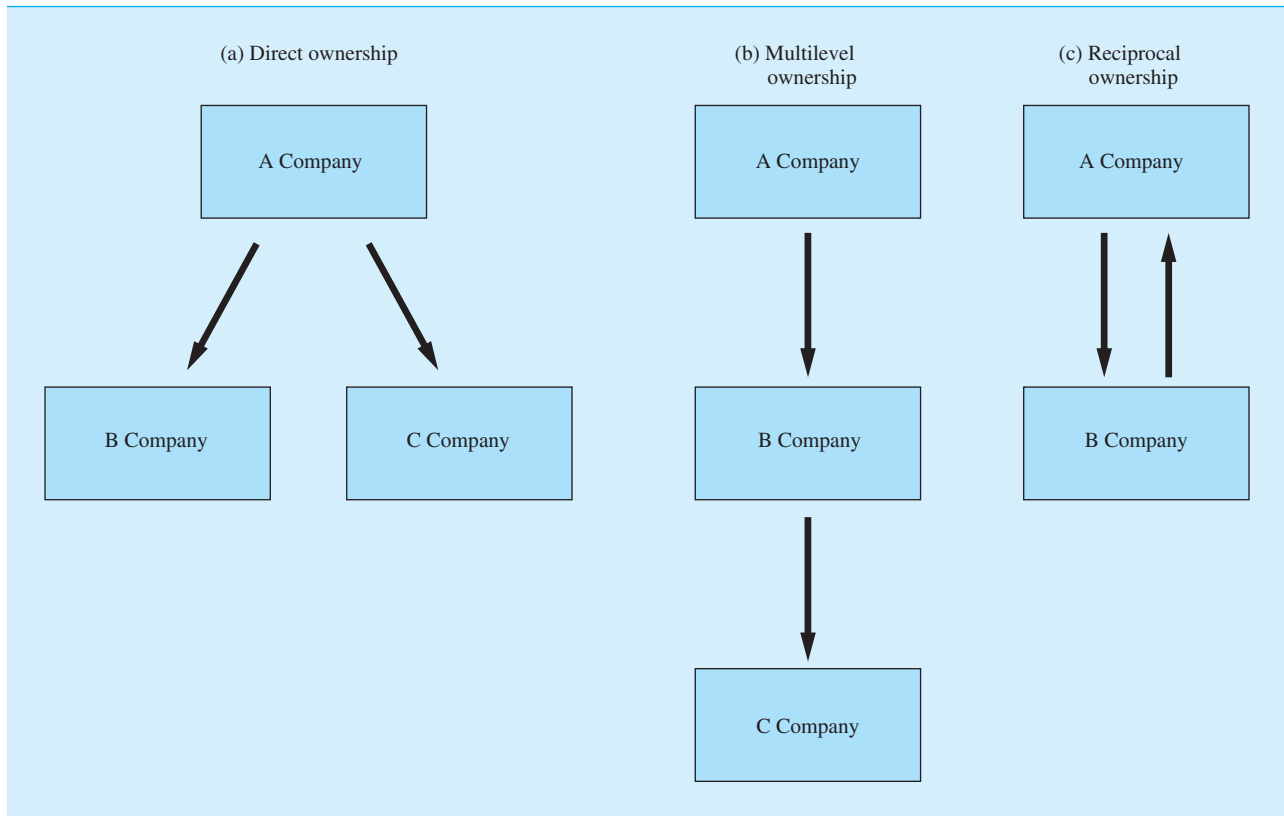 (a) Direct ownership
A Company
B Company
C Company
(b) Multilevel
ownership
A Company
B Company
C Company
(c) Reciprocal
ownership
A Company
B Company